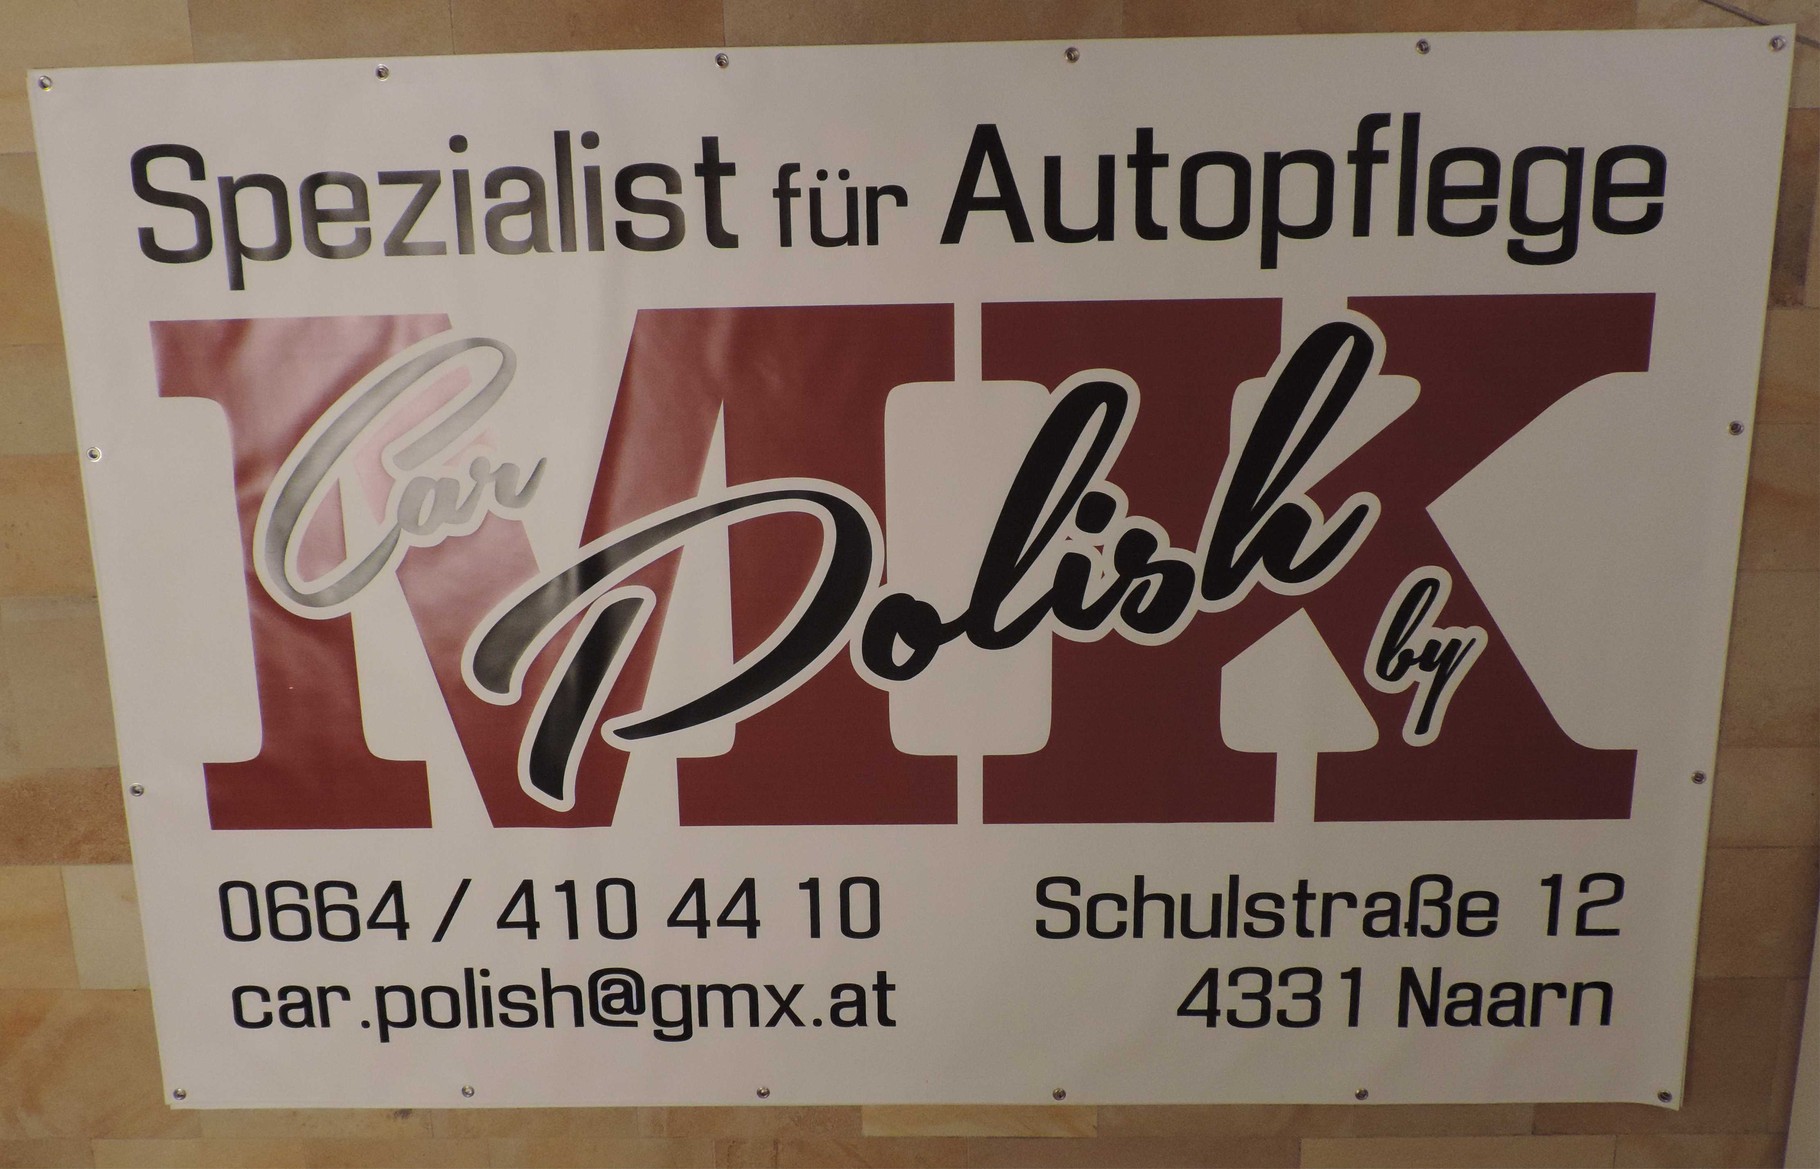 Spezialist für Autopflege
MK
Car Polish by
0664 / 410 44 10
car.polish@gmx.at
Schulstraße 12
4331 Naarn